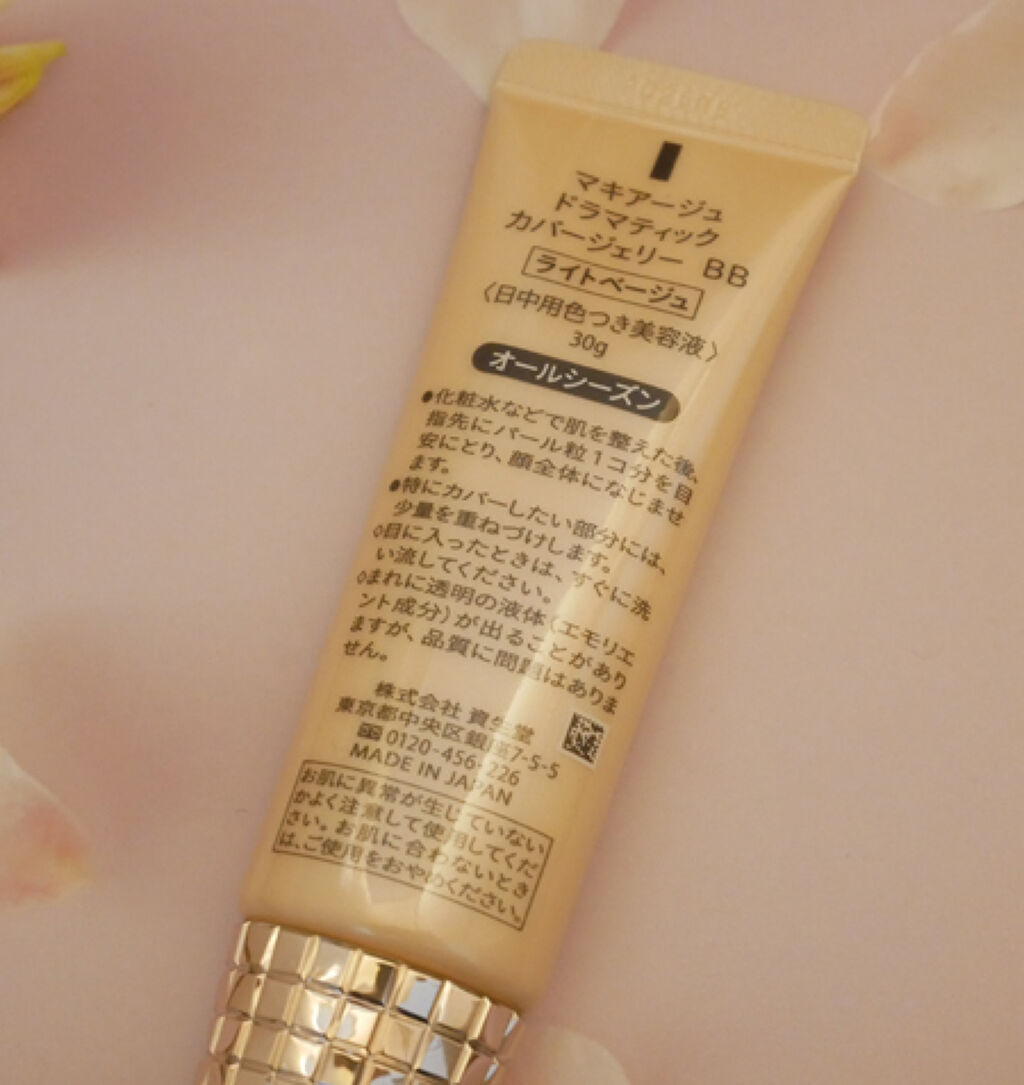 マキアージュ
ドラマティック
カバージェリー BB
ライトベージュ
〈日中用色つき美容液〉
30g
オールシーズン
●化粧水などで肌を整えた後、
指先にパール粒1コ分を目
安にとり、顔全体になじませ
ます。
●特にカバーしたい部分には、
少量を重ねづけします。
○目に入ったときは、すぐに洗
い流してください。
○まれに透明の液体（エモリエ
ント成分）が出ることがあり
ますが、品質に問題はありま
せん。
株式会社 資生堂
東京都中央区銀座7-5-5
0120-456-226
MADE IN JAPAN
お肌に異常が生じていない
かよく注意して使用してくだ
さい。お肌に合わないとき
は、ご使用をおやめください。